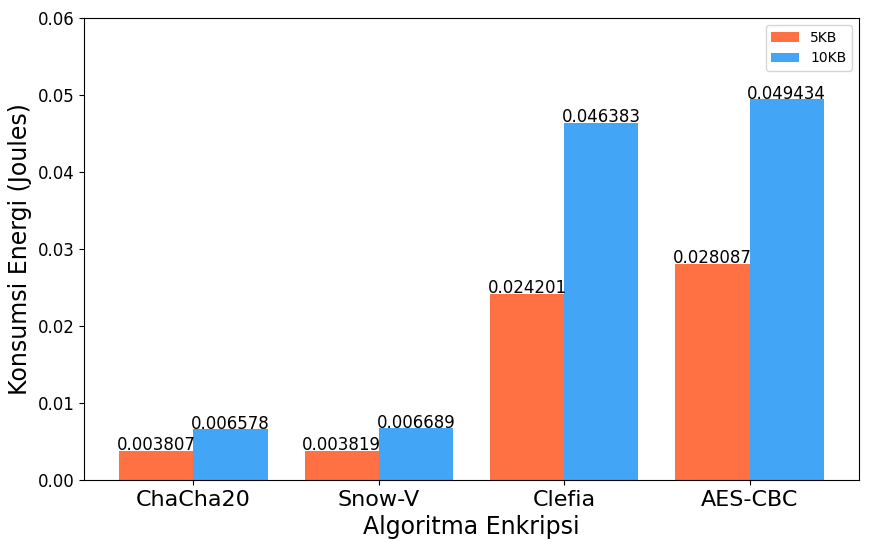 0.06
0.05
0.04
0.03
0.02
0.01
0.00
Konsumsi Energi (Joules)
5KB
10KB
0.003807
0.006578
0.003819
0.006689
0.024201
0.046383
0.028087
0.049434
ChaCha20
Snow-V
Clefia
AES-CBC
Algoritma Enkripsi